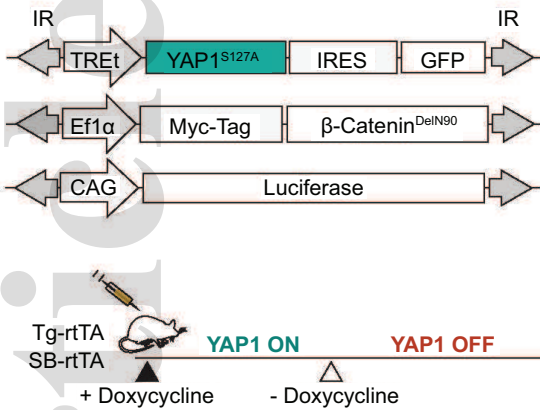 IR IR
TREt YAP1S127A IRES GFP
Ef1α Myc-Tag β-CateninDelN90
CAG Luciferase
Tg-rtTA
SB-rtTA
YAP1 ON YAP1 OFF
+ Doxycycline - Doxycycline